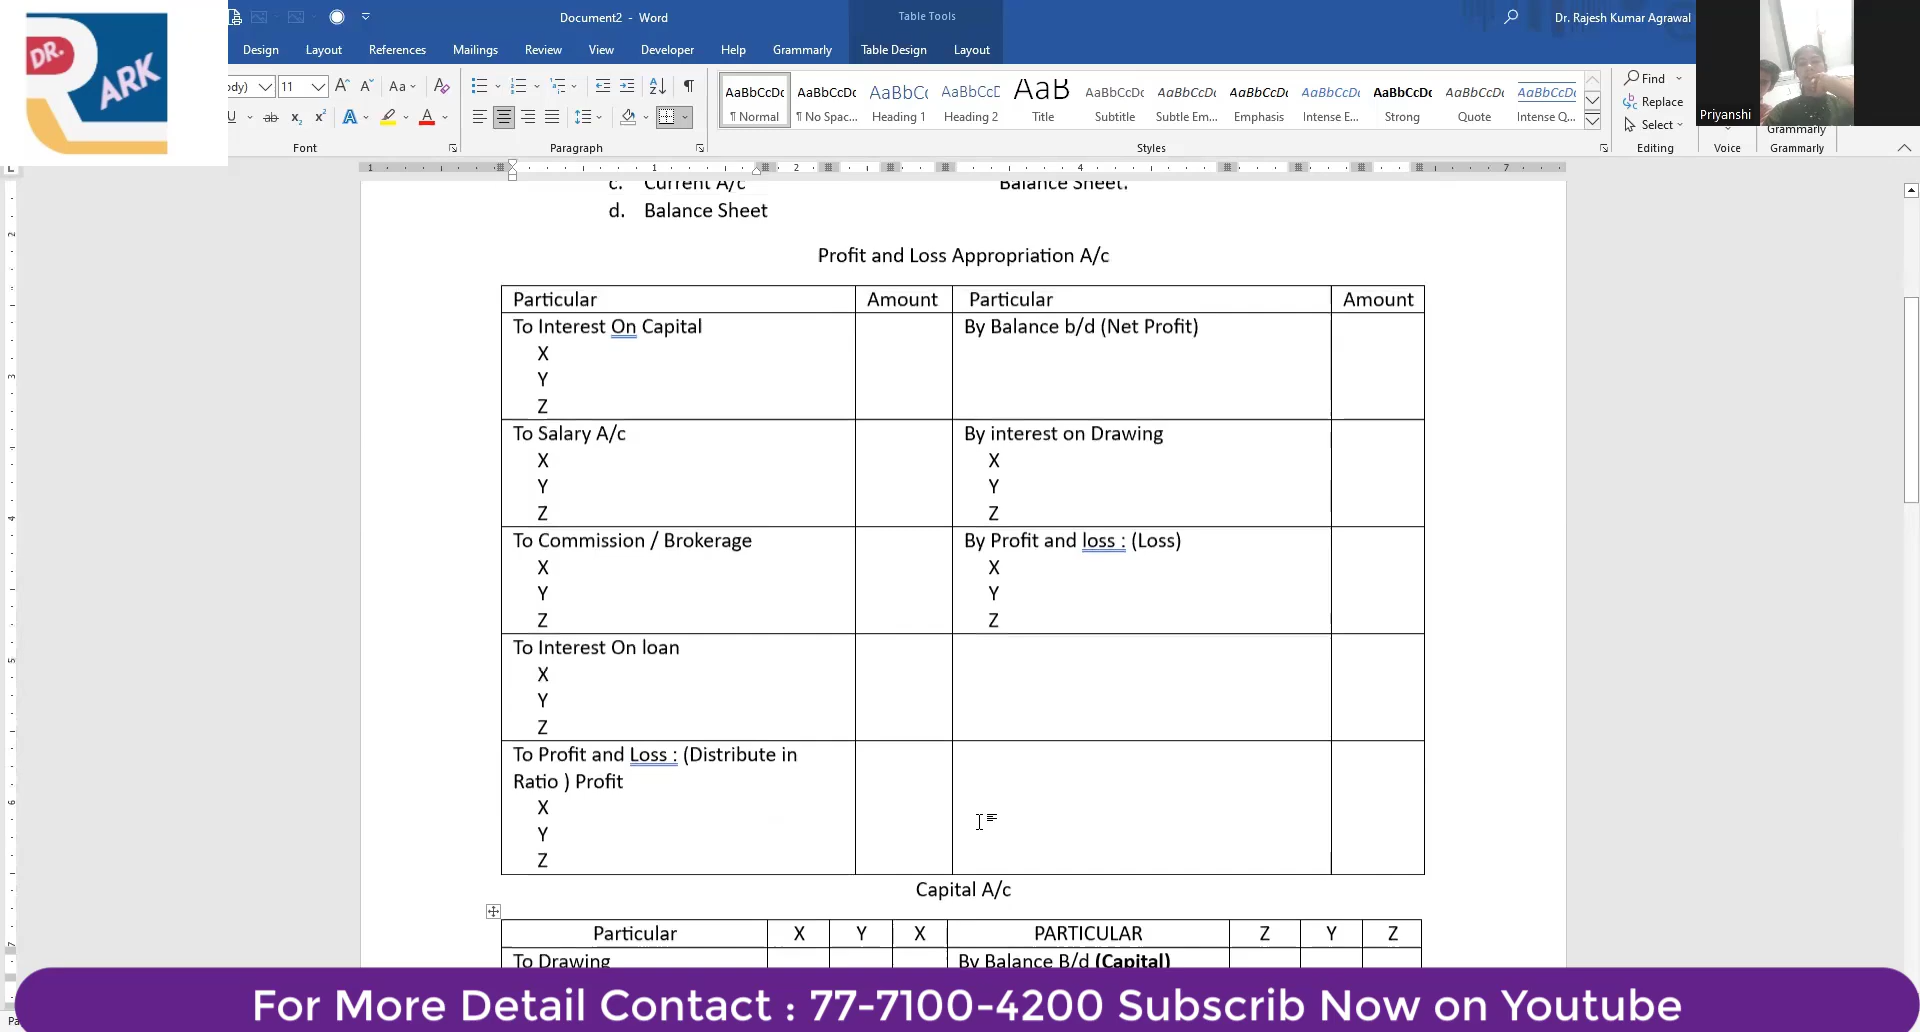 DR.
ARK
Document2 - Word
Table Tools
Dr. Rajesh Kumar Agrawal
Design Layout References Mailings Review View Developer Help Grammarly Table Design Layout
11
Aa
AaBbCcDc AaBbCcDc AaBbCc AaBbCcD AaB AaBbCcDc AaBbCcDc AaBbCcDc AaBbCcDc AaBbCcDc AaBbCcDc AaBbCcDc
¶ Normal ¶ No Spac... Heading 1 Heading 2 Title Subtitle Subtle Em... Emphasis Intense E... Strong Quote Intense Q...
Find
Replace
Select
Priyanshi
Grammarly
Font Paragraph Styles Editing Voice Grammarly
c. Current A/c Balance Sheet.
d. Balance Sheet
Profit and Loss Appropriation A/c
Particular Amount Particular Amount
To Interest On Capital By Balance b/d (Net Profit)
X
Y
Z
To Salary A/c By interest on Drawing
X X
Y Y
Z Z
To Commission / Brokerage By Profit and loss : (Loss)
X X
Y Y
Z Z
To Interest On loan
X
Y
Z
To Profit and Loss : (Distribute in
Ratio ) Profit
X
Y
Z
Capital A/c
Particular X Y X PARTICULAR Z Y Z
To Drawing By Balance B/d (Capital)
For More Detail Contact : 77-7100-4200 Subscrib Now on Youtube